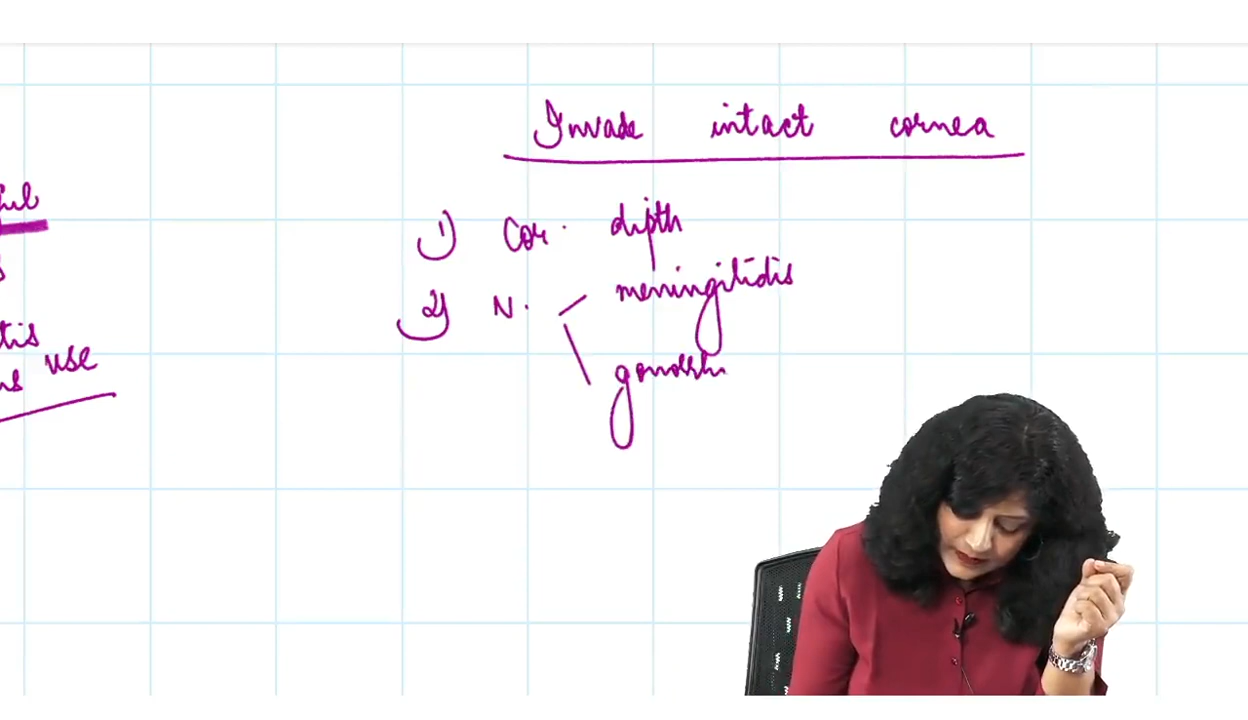 Invade intact cornea
1) Cor. dipth
2) N. meningitidis
gonorrh
use